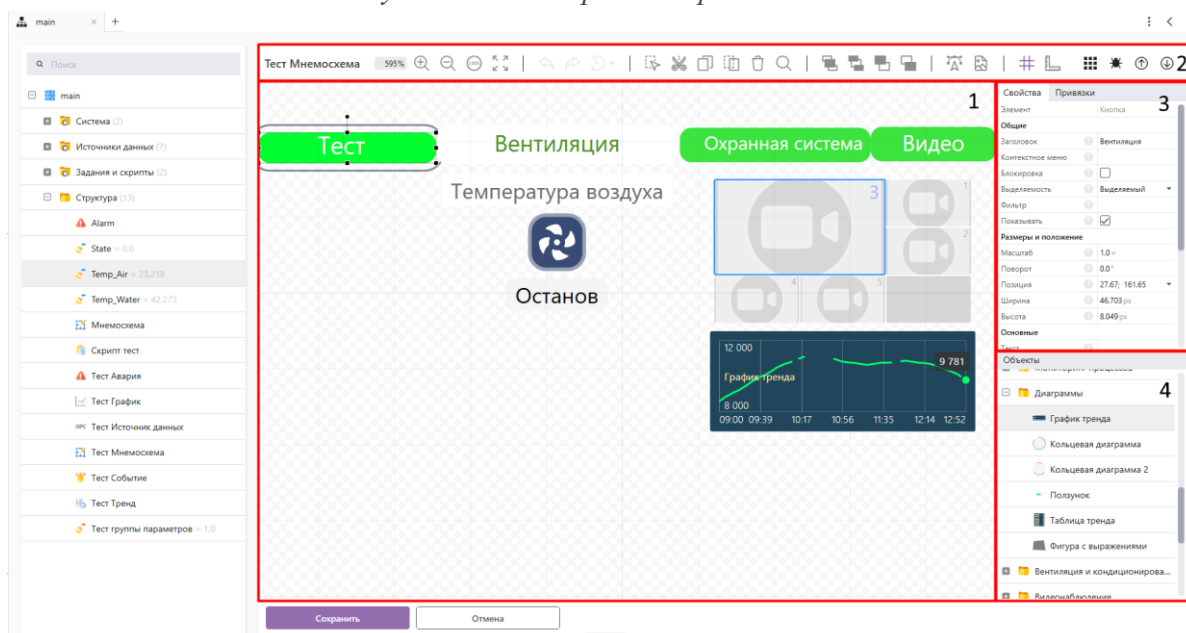 main × +
Поиск
main
Система (2)
Источники данных (7)
Задания и скрипты (2)
Структура (13)
Alarm
State = 0,0
Temp_Air = 23,218
Temp_Water = 42,273
Мнемосхема
Скрипт тест
Тест Авария
Тест График
OPC Тест Источник данных
Тест Мнемосхема
Тест Событие
Тест Тренд
Тест группы параметров = 1,0
Тест Мнемосхема 595% 100% 2
1
Тест
Вентиляция
Охранная система
Видео
Температура воздуха
Останов
3
1
2
4
5
12 000
9 781
График тренда
8 000
09:00 09:39 10:17 10:56 11:35 12:14 12:52
Свойства Привязки
3
Элемент Кнопка
Общие
Заголовок Вентиляция
Контекстное меню
Блокировка
Выделяемость Выделяемый
Фильтр
Показывать
Размеры и положение
Масштаб 1.0 ×
Поворот 0.0 °
Позиция 27.67; 161.65
Ширина 46.703 px
Высота 8.049 px
Основные
Текст
Объекты
4
Мониторинг процессов
Диаграммы
График тренда
Кольцевая диаграмма
Кольцевая диаграмма 2
Ползунок
Таблица тренда
Фигура с выражениями
Вентиляция и кондиционирова...
Видеонаблюдение
Сохранить
Отмена